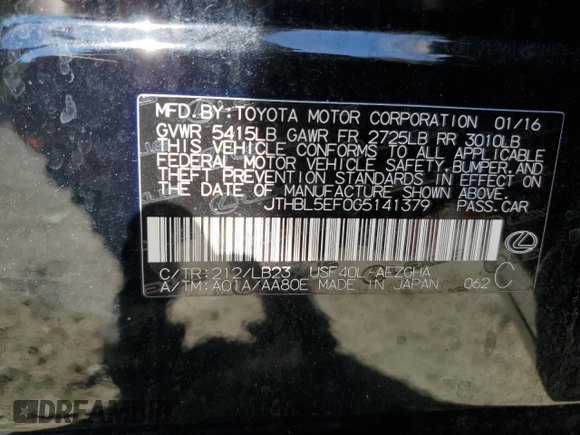 MFD.BY:TOYOTA MOTOR CORPORATION 01/16
GVWR 5415LB GAWR FR 2725LB RR 3010LB
THIS VEHICLE CONFORMS TO ALL APPLICABLE
FEDERAL MOTOR VEHICLE SAFETY,BUMPER,AND
THEFT PREVENTION STANDARDS IN EFFECT ON
THE DATE OF MANUFACTURE SHOWN ABOVE.
JTHBL5EF0G5141379 PASS.CAR
C/TR:212/LB23 USF40L-AEZGHA
A/TM:A01A/AA80E MADE IN JAPAN 062 C
DREAMBID